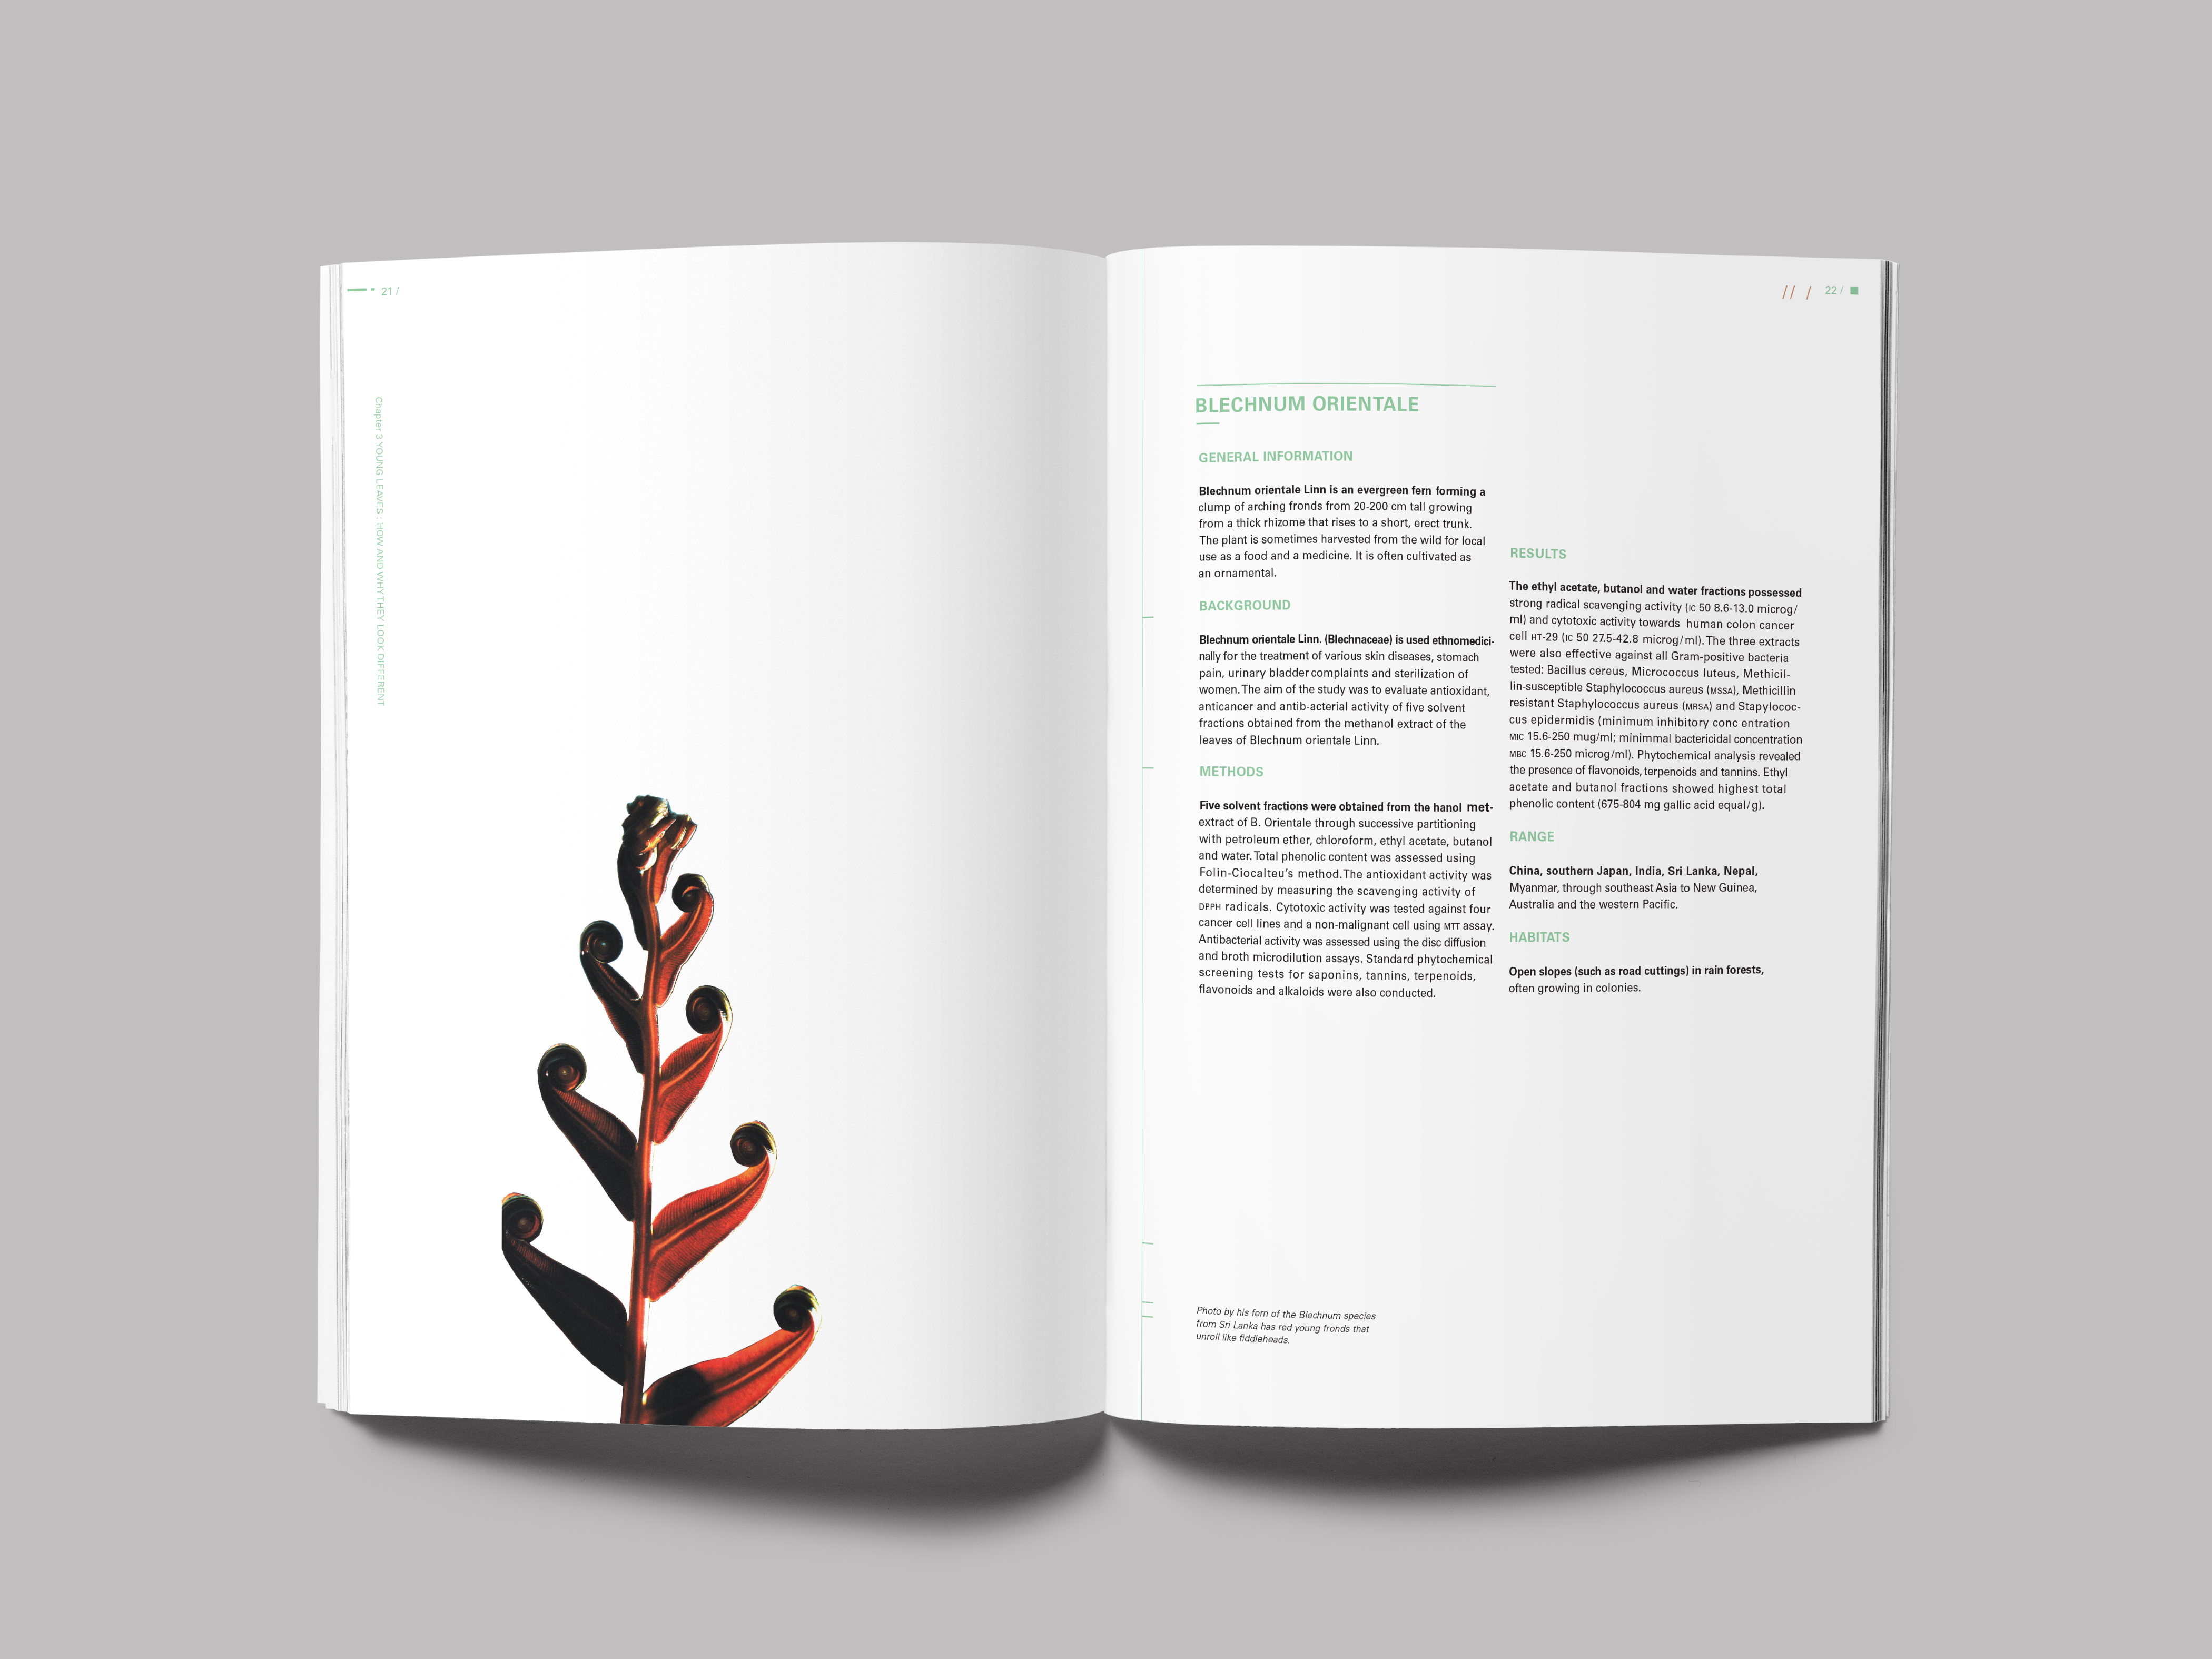 21 /
Chapter 3 YOUNG LEAVES : HOW AND WHY THEY LOOK DIFFERENT
// / 22 /
BLECHNUM ORIENTALE
GENERAL INFORMATION
Blechnum orientale Linn is an evergreen fern forming a
clump of arching fronds from 20-200 cm tall growing
from a thick rhizome that rises to a short, erect trunk.
The plant is sometimes harvested from the wild for local
use as a food and a medicine. It is often cultivated as
an ornamental.
BACKGROUND
Blechnum orientale Linn. (Blechnaceae) is used ethnomedici-
nally for the treatment of various skin diseases, stomach
pain, urinary bladder complaints and sterilization of
women. The aim of the study was to evaluate antioxidant,
anticancer and antib-acterial activity of five solvent
fractions obtained from the methanol extract of the
leaves of Blechnum orientale Linn.
METHODS
Five solvent fractions were obtained from the hanol met-
extract of B. Orientale through successive partitioning
with petroleum ether, chloroform, ethyl acetate, butanol
and water. Total phenolic content was assessed using
Folin-Ciocalteu's method. The antioxidant activity was
determined by measuring the scavenging activity of
DPPH radicals. Cytotoxic activity was tested against four
cancer cell lines and a non-malignant cell using MTT assay.
Antibacterial activity was assessed using the disc diffusion
and broth microdilution assays. Standard phytochemical
screening tests for saponins, tannins, terpenoids,
flavonoids and alkaloids were also conducted.
RESULTS
The ethyl acetate, butanol and water fractions possessed
strong radical scavenging activity (IC 50 8.6-13.0 microg/
ml) and cytotoxic activity towards human colon cancer
cell HT-29 (IC 50 27.5-42.8 microg/ml). The three extracts
were also effective against all Gram-positive bacteria
tested: Bacillus cereus, Micrococcus luteus, Methicil-
lin-susceptible Staphylococcus aureus (MSSA), Methicillin
resistant Staphylococcus aureus (MRSA) and Stapylococ-
cus epidermidis (minimum inhibitory conc entration
MIC 15.6-250 mug/ml; minimmal bactericidal concentration
MBC 15.6-250 microg/ml). Phytochemical analysis revealed
the presence of flavonoids, terpenoids and tannins. Ethyl
acetate and butanol fractions showed highest total
phenolic content (675-804 mg gallic acid equal/g).
RANGE
China, southern Japan, India, Sri Lanka, Nepal,
Myanmar, through southeast Asia to New Guinea,
Australia and the western Pacific.
HABITATS
Open slopes (such as road cuttings) in rain forests,
often growing in colonies.
Photo by his fern of the Blechnum species
from Sri Lanka has red young fronds that
unroll like fiddleheads.